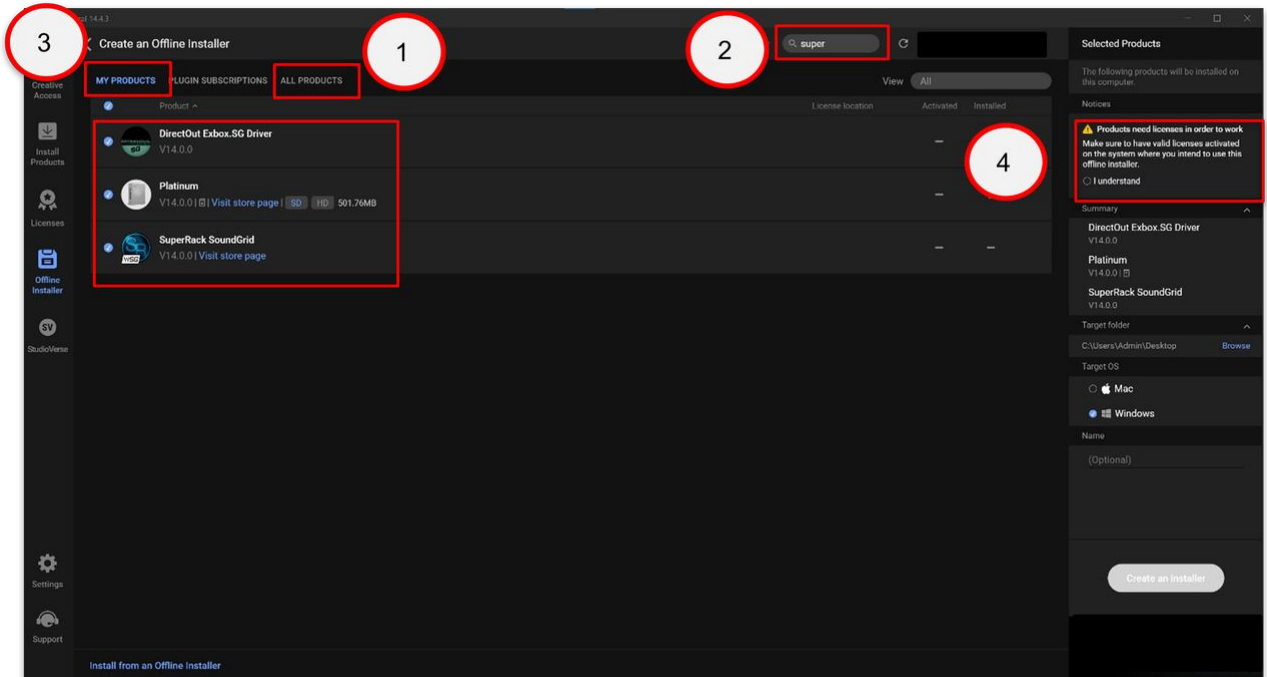 14.4.3
3
Create an Offline Installer
1
2
super
Selected Products
The following products will be installed on
this computer.
Creative
Access
MY PRODUCTS
PLUGIN SUBSCRIPTIONS
ALL PRODUCTS
View
All
Product
License location
Activated
Installed
Notices
Install
Products
Licenses
Offline
Installer
SV
StudioVerse
DirectOut Exbox.SG Driver
V14.0.0
Platinum
V14.0.0 | | Visit store page | SD HD 501.76MB
SuperRack SoundGrid
V14.0.0 | Visit store page
4
Products need licenses in order to work
Make sure to have valid licenses activated
on the system where you intend to use this
offline installer.
I understand
Summary
DirectOut Exbox.SG Driver
V14.0.0
Platinum
V14.0.0 |
SuperRack SoundGrid
V14.0.0
Target folder
C:\Users\Admin\Desktop
Browse
Target OS
Mac
Windows
Name
(Optional)
Create an Installer
Settings
Support
Install from an Offline Installer